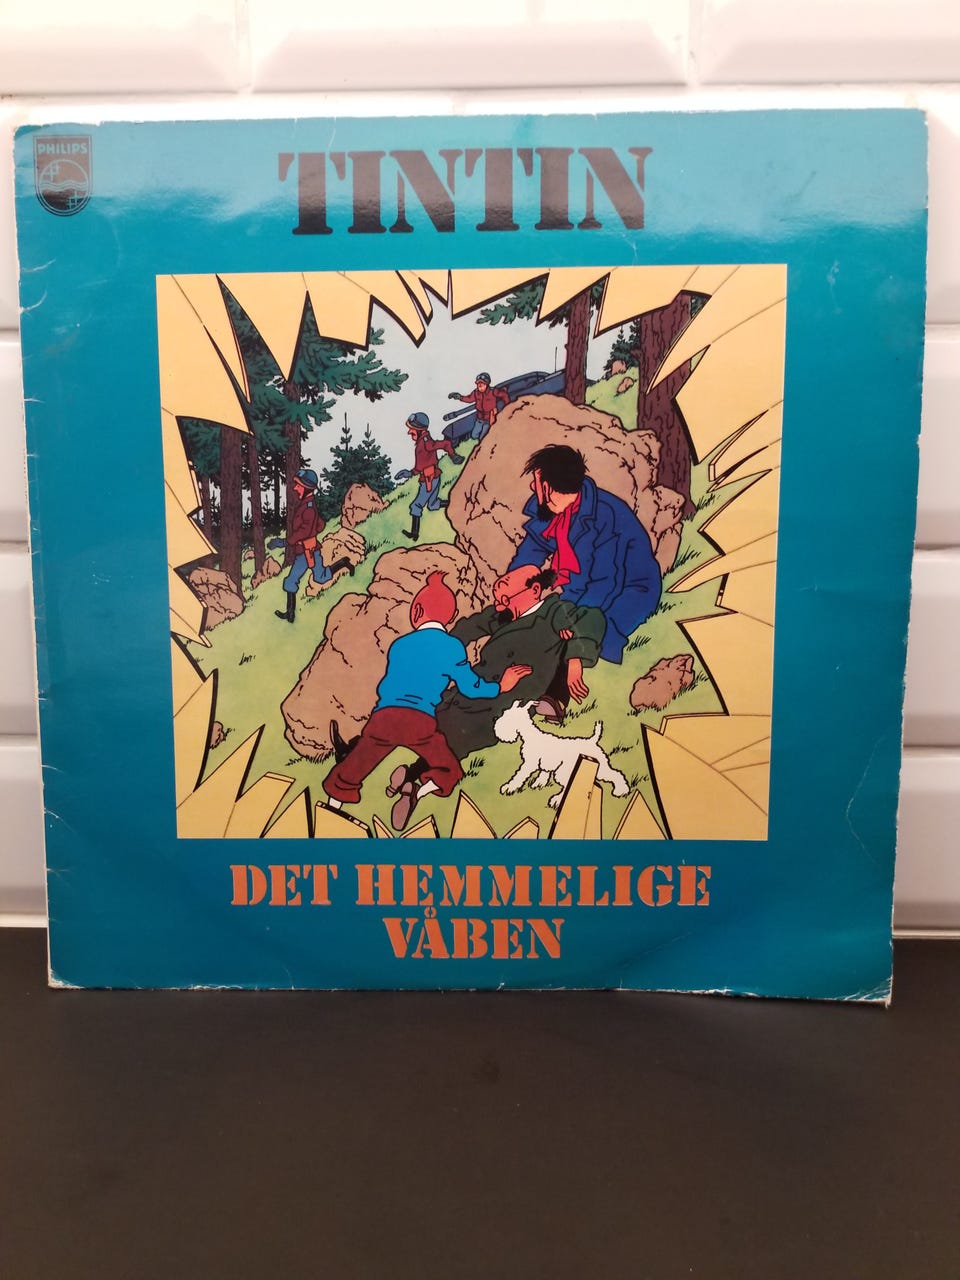 PHILIPS
TINTIN
DET HEMMELIGE
VÅBEN